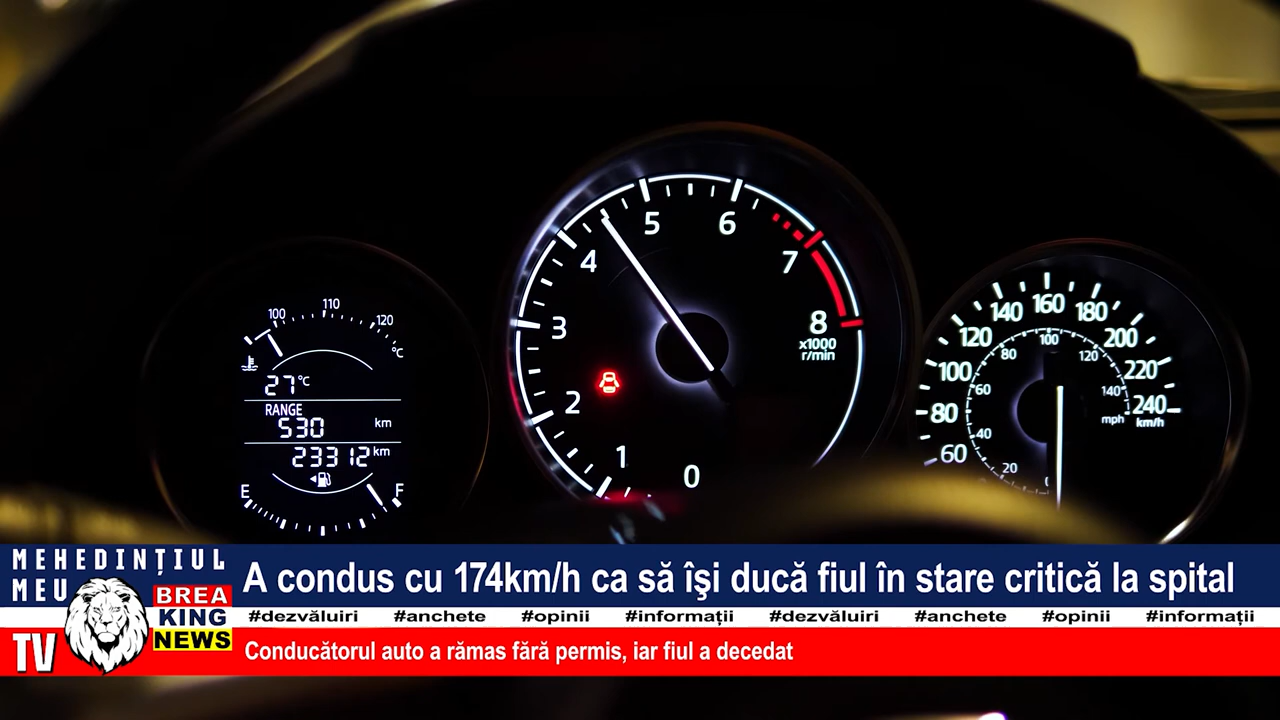 100 110 120
°C
27°C
RANGE
530 km
23312 km
E F
0 1 2 3 4 5 6 7 8
x1000
r/min
60 80 100 120 140 160 180 200 220 240
km/h
0 20 40 60 80 100 120 140
mph
MEHEDINȚIUL
MEU
TV
BREA
KING
NEWS
A condus cu 174km/h ca să îşi ducă fiul în stare critică la spital
#dezvăluiri #anchete #opinii #informații #dezvăluiri #anchete #opinii #informații
Conducătorul auto a rămas fără permis, iar fiul a decedat